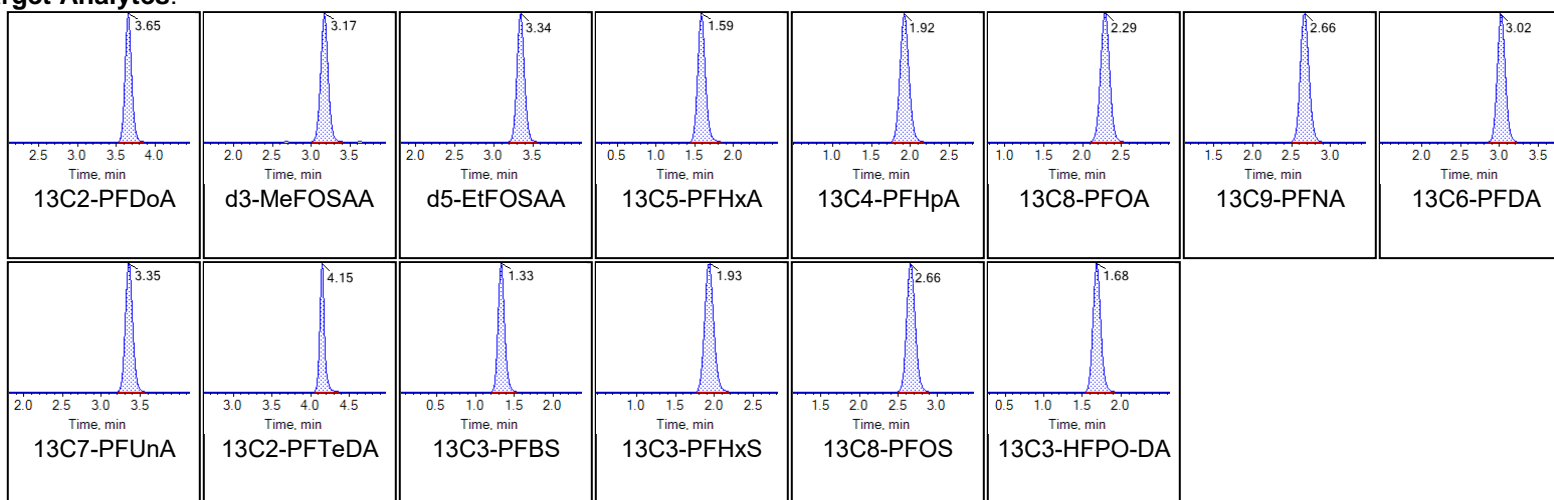 3.65 3.17 3.34 1.59 1.92 2.29 2.66 3.02
2.5 3.0 3.5 4.0 2.0 2.5 3.0 3.5 2.0 2.5 3.0 3.5 0.5 1.0 1.5 2.0 1.0 1.5 2.0 2.5 1.0 1.5 2.0 2.5 1.5 2.0 2.5 3.0 2.0 2.5 3.0 3.5
Time, min Time, min Time, min Time, min Time, min Time, min Time, min Time, min
13C2-PFDoA d3-MeFOSAA d5-EtFOSAA 13C5-PFHxA 13C4-PFHpA 13C8-PFOA 13C9-PFNA 13C6-PFDA
3.35 4.15 1.33 1.93 2.66 1.68
2.0 2.5 3.0 3.5 3.0 3.5 4.0 4.5 0.5 1.0 1.5 2.0 1.0 1.5 2.0 2.5 1.5 2.0 2.5 3.0 0.5 1.0 1.5 2.0
Time, min Time, min Time, min Time, min Time, min Time, min
13C7-PFUnA 13C2-PFTeDA 13C3-PFBS 13C3-PFHxS 13C8-PFOS 13C3-HFPO-DA